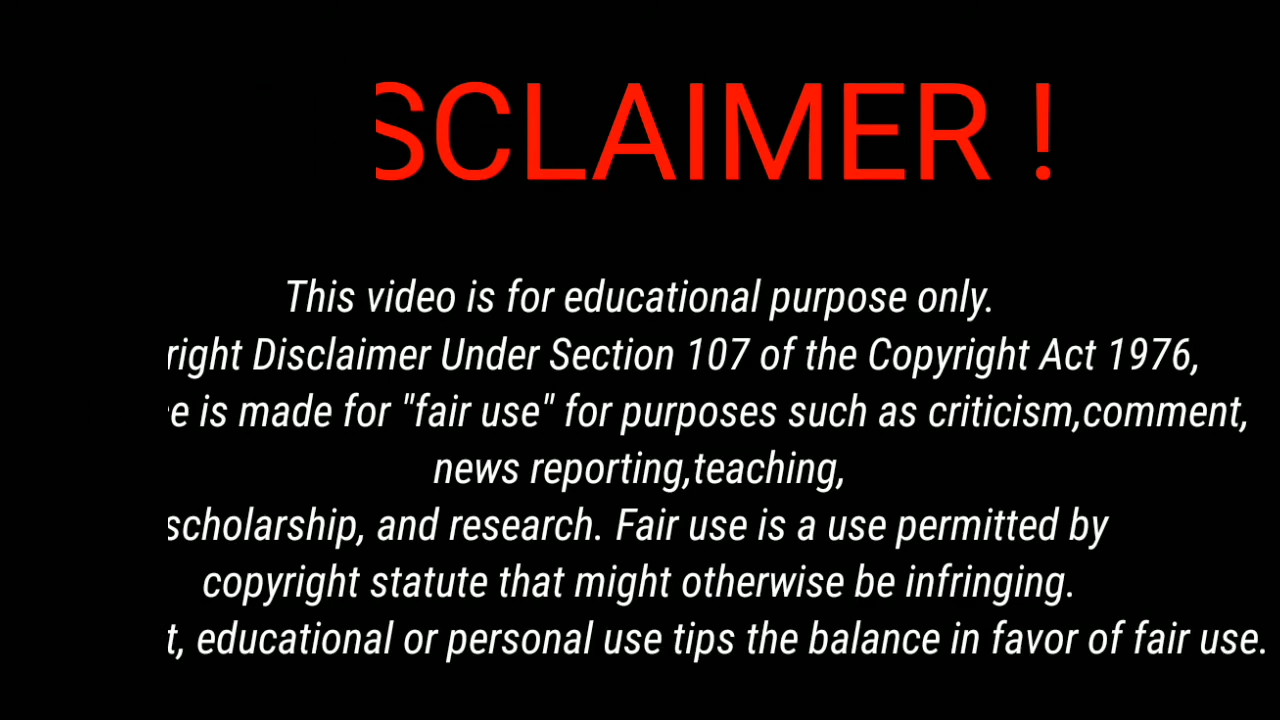 SCLAIMER !
This video is for educational purpose only.
right Disclaimer Under Section 107 of the Copyright Act 1976,
e is made for "fair use" for purposes such as criticism,comment,
news reporting,teaching,
scholarship, and research. Fair use is a use permitted by
copyright statute that might otherwise be infringing.
t, educational or personal use tips the balance in favor of fair use.